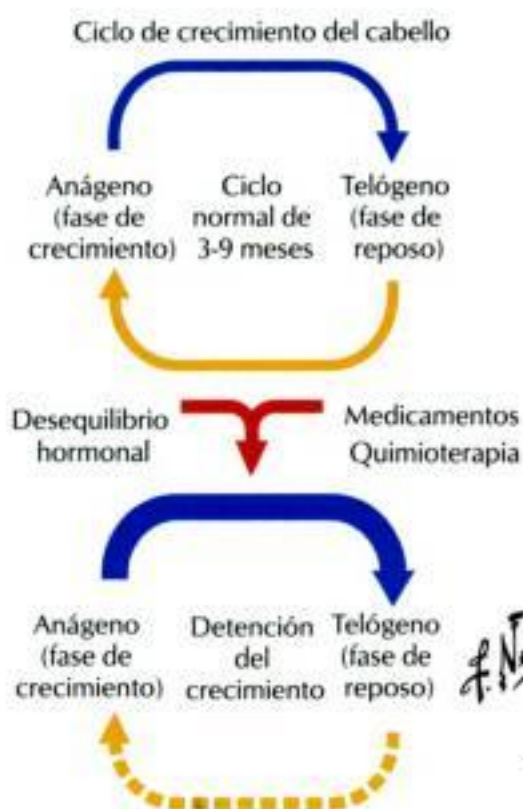 Ciclo de crecimiento del cabello
Anágeno
(fase de
crecimiento)
Ciclo
normal de
3-9 meses
Telógeno
(fase de
reposo)
Desequilibrio
hormonal
Medicamentos
Quimioterapia
Anágeno
(fase de
crecimiento)
Detención
del
crecimiento
Telógeno
(fase de
reposo)